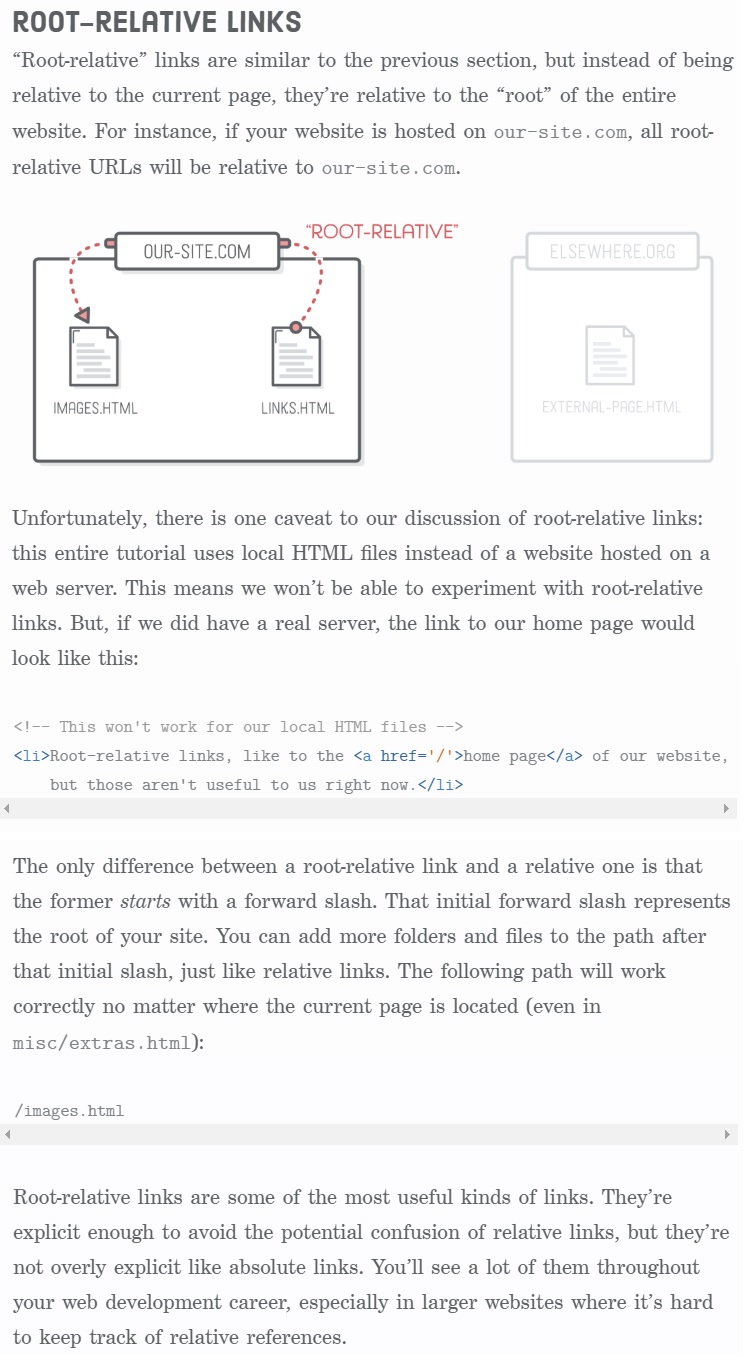 ROOT–RELATIVE LINKS
“Root-relative” links are similar to the previous section, but instead of being
relative to the current page, they’re relative to the “root” of the entire
website. For instance, if your website is hosted on our-site.com, all root-
relative URLs will be relative to our-site.com.
“ROOT-RELATIVE”
OUR-SITE.COM
ELSEWHERE.ORG
IMAGES.HTML
LINKS.HTML
EXTERNAL-PAGE.HTML
Unfortunately, there is one caveat to our discussion of root-relative links:
this entire tutorial uses local HTML files instead of a website hosted on a
web server. This means we won’t be able to experiment with root-relative
links. But, if we did have a real server, the link to our home page would
look like this:
<!-- This won't work for our local HTML files -->
<li>Root-relative links, like to the <a href='/'>home page</a> of our website,
but those aren't useful to us right now.</li>
The only difference between a root-relative link and a relative one is that
the former starts with a forward slash. That initial forward slash represents
the root of your site. You can add more folders and files to the path after
that initial slash, just like relative links. The following path will work
correctly no matter where the current page is located (even in
misc/extras.html):
/images.html
Root-relative links are some of the most useful kinds of links. They’re
explicit enough to avoid the potential confusion of relative links, but they’re
not overly explicit like absolute links. You’ll see a lot of them throughout
your web development career, especially in larger websites where it’s hard
to keep track of relative references.